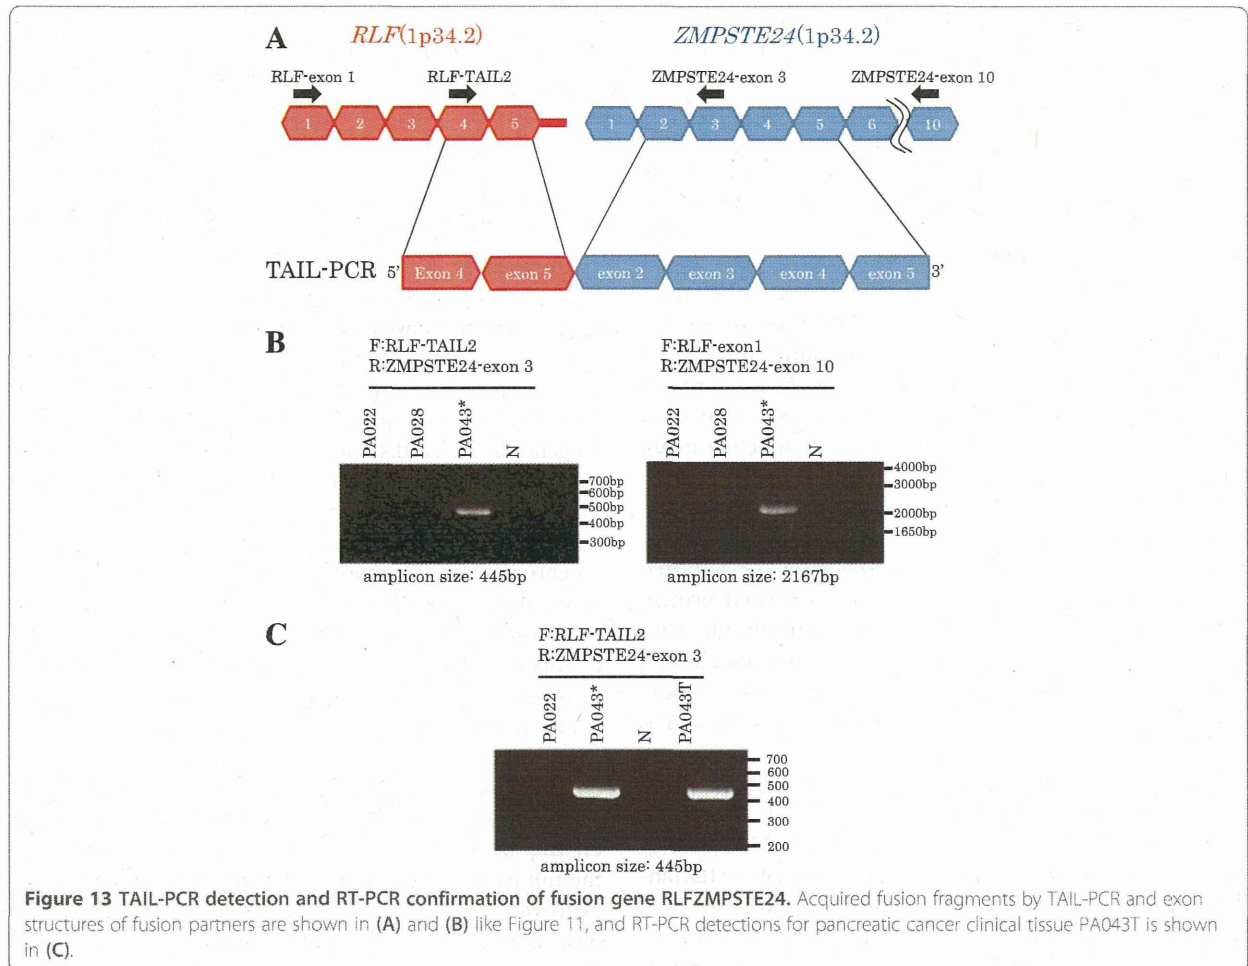 A
RLF(1p34.2)
ZMPSTE24(1p34.2)
RLF-exon 1
RLF-TAIL2
ZMPSTE24-exon 3
ZMPSTE24-exon 10
1 2 3 4 5 1 2 3 4 5 6 10
TAIL-PCR 5' Exon 4 exon 5 exon 2 exon 3 exon 4 exon 5 3'
B
F:RLF-TAIL2
R:ZMPSTE24-exon 3
PA022
PA028
PA043*
N
700bp
600bp
500bp
400bp
300bp
amplicon size: 445bp
F:RLF-exon1
R:ZMPSTE24-exon 10
PA022
PA028
PA043*
N
4000bp
3000bp
2000bp
1650bp
amplicon size: 2167bp
C
F:RLF-TAIL2
R:ZMPSTE24-exon 3
PA022
PA043*
N
PA043T
700
600
500
400
300
200
amplicon size: 445bp
Figure 13 TAIL-PCR detection and RT-PCR confirmation of fusion gene RLFZMPSTE24. Acquired fusion fragments by TAIL-PCR and exon
structures of fusion partners are shown in (A) and (B) like Figure 11, and RT-PCR detections for pancreatic cancer clinical tissue PA043T is shown
in (C).